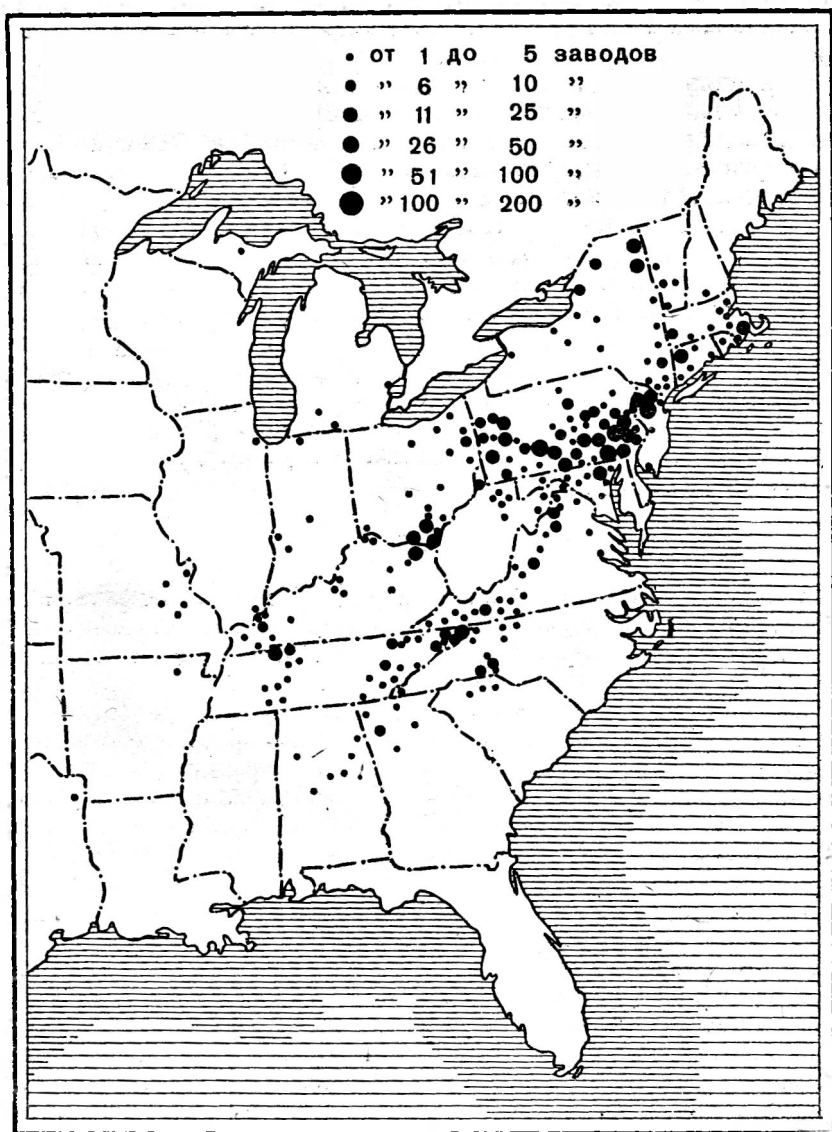 • от 1 до 5 заводов
• ” 6 ” 10 ”
• ” 11 ” 25 ”
• ” 26 ” 50 ”
• ” 51 ” 100 ”
• ” 100 ” 200 ”